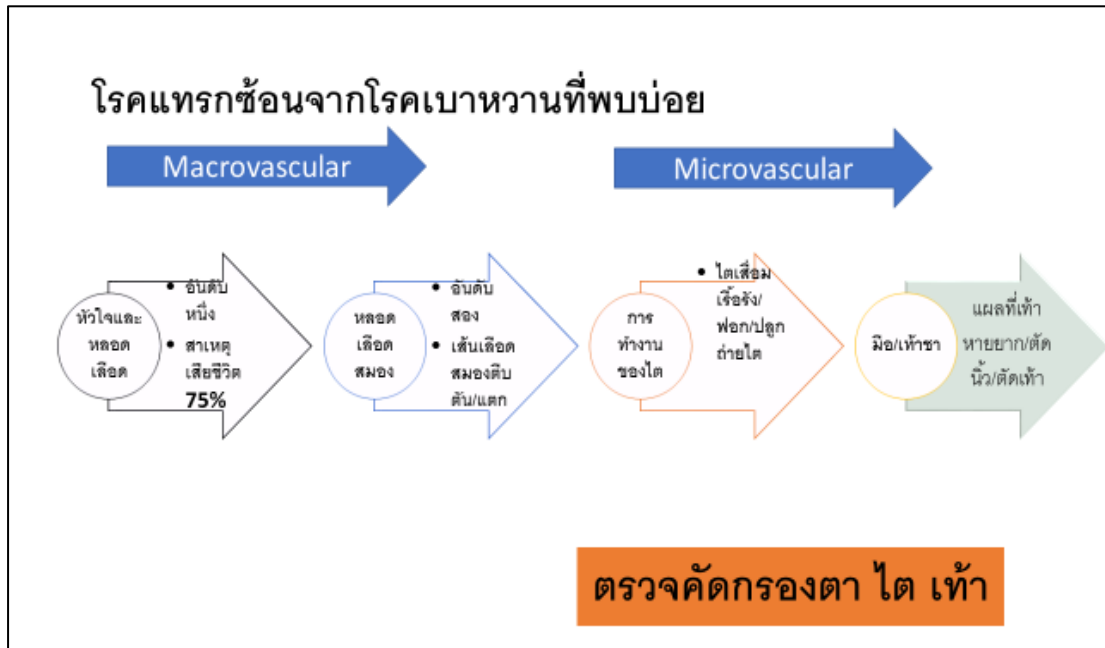 โรคแทรกซ้อนจากโรคเบาหวานที่พบบ่อย
Macrovascular
Microvascular
หัวใจและ
หลอด
เลือด
• อันดับ
หนึ่ง
• สาเหตุ
เสียชีวิต
75%
หลอด
เลือด
สมอง
• อันดับ
สอง
• เส้นเลือด
สมองตีบ
ตัน/แตก
การ
ทำงาน
ของไต
• ไตเสื่อม
เรื้อรัง/
ฟอก/ปลูก
ถ่ายไต
มือ/เท้าชา
แผลที่เท้า
หายยาก/ตัด
นิ้ว/ตัดเท้า
ตรวจคัดกรองตา ไต เท้า